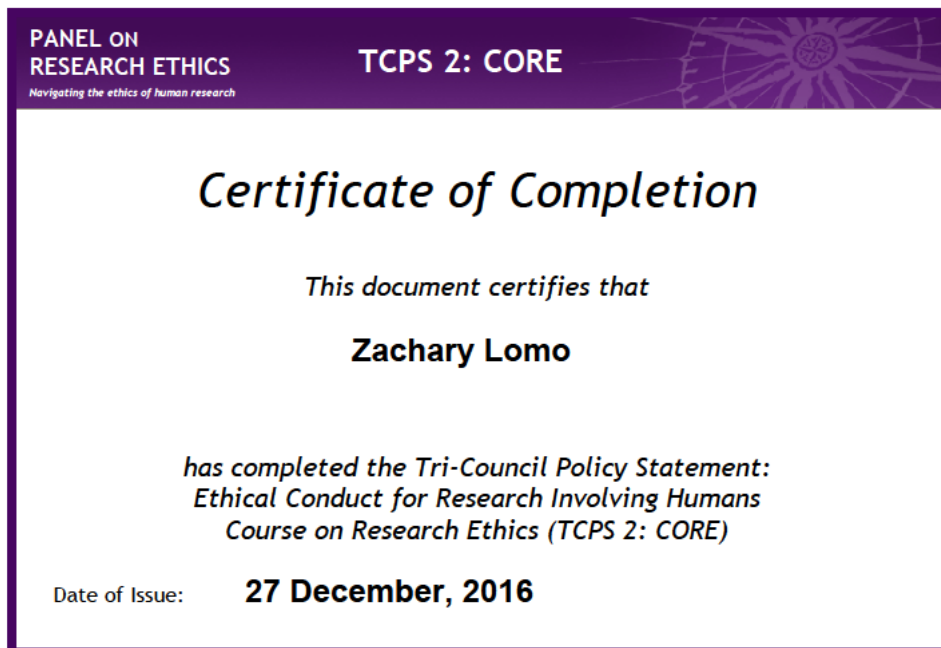 PANEL ON
RESEARCH ETHICS
Navigating the ethics of human research
TCPS 2: CORE
Certificate of Completion
This document certifies that
Zachary Lomo
has completed the Tri-Council Policy Statement:
Ethical Conduct for Research Involving Humans
Course on Research Ethics (TCPS 2: CORE)
Date of Issue: 27 December, 2016